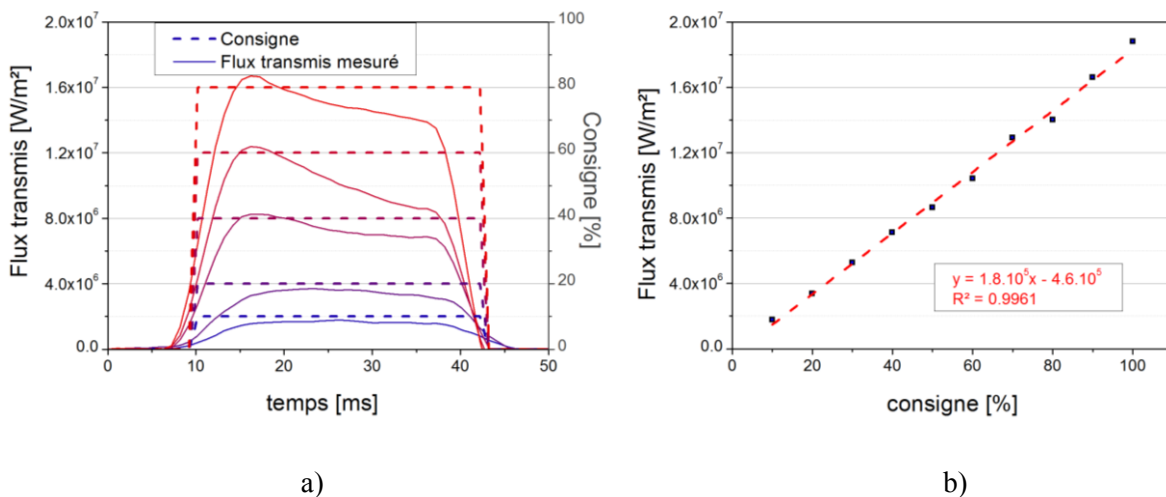 2.0x10⁷
1.6x10⁷
1.2x10⁷
8.0x10⁶
4.0x10⁶
0.0
Flux transmis [W/m²]
Consigne
Flux transmis mesuré
100
80
60
40
20
0
Consigne [%]
0 10 20 30 40 50
temps [ms]
a)
2.0x10⁷
1.6x10⁷
1.2x10⁷
8.0x10⁶
4.0x10⁶
0.0
Flux transmis [W/m²]
y = 1.8.10⁵x - 4.6.10⁵
R² = 0.9961
0 20 40 60 80 100
consigne [%]
b)